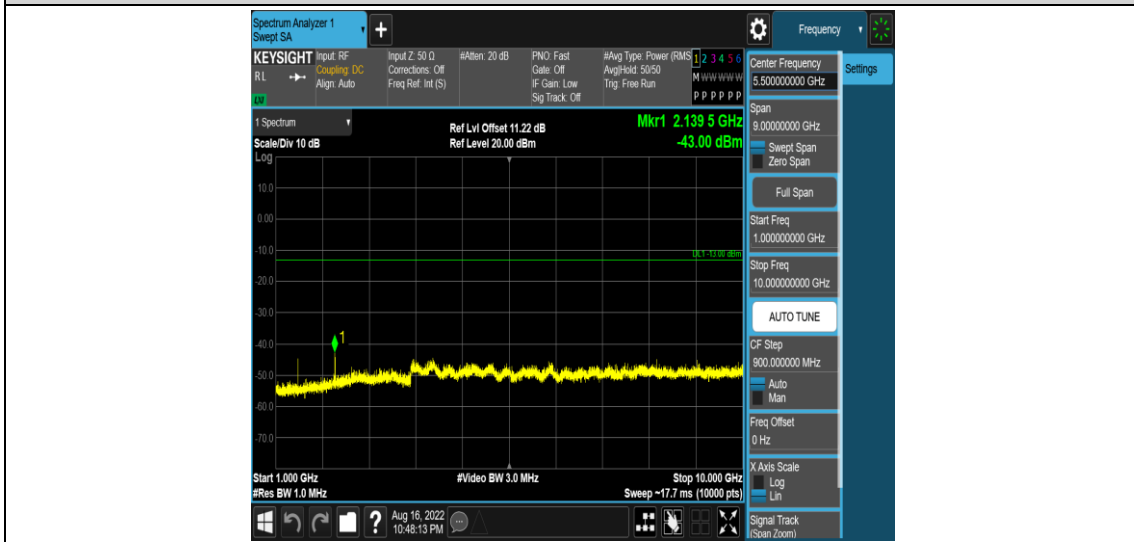 Spectrum Analyzer 1
Swept SA
Frequency
KEYSIGHT
RL
Input: RF
Coupling: DC
Align: Auto
Input Z: 50 Ω
Corrections: Off
Freq Ref: Int (S)
#Atten: 20 dB
PNO: Fast
Gate: Off
IF Gain: Low
Sig Track: Off
#Avg Type: Power (RMS
Avg|Hold: 50/50
Trig: Free Run
1 2 3 4 5 6
M W W W W W
P P P P P P
1 Spectrum
Scale/Div 10 dB
Log
Ref Lvl Offset 11.22 dB
Ref Level 20.00 dBm
Mkr1 2.139 5 GHz
-43.00 dBm
10.0
0.00
-10.0
DL1 -13.00 dBm
-20.0
-30.0
-40.0
1
-50.0
-60.0
-70.0
Start 1.000 GHz
#Res BW 1.0 MHz
#Video BW 3.0 MHz
Stop 10.000 GHz
Sweep ~17.7 ms (10000 pts)
?
Aug 16, 2022
10:48:13 PM
Center Frequency
5.500000000 GHz
Settings
Span
9.00000000 GHz
Swept Span
Zero Span
Full Span
Start Freq
1.000000000 GHz
Stop Freq
10.000000000 GHz
AUTO TUNE
CF Step
900.000000 MHz
Auto
Man
Freq Offset
0 Hz
X Axis Scale
Log
Lin
Signal Track
(Span Zoom)